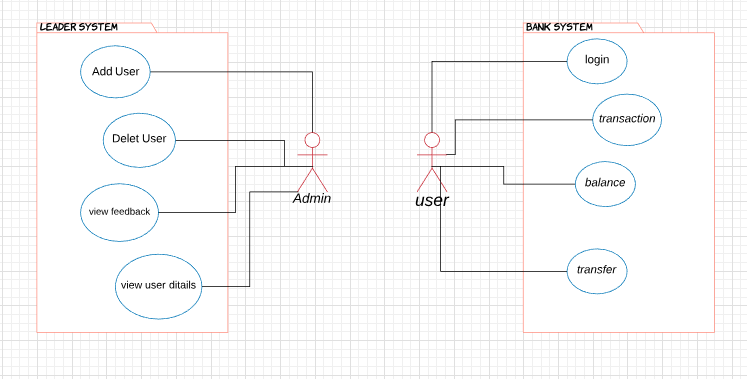 LEADER SYSTEM
Add User
Delet User
view feedback
view user ditails
Admin
user
BANK SYSTEM
login
transaction
balance
transfer